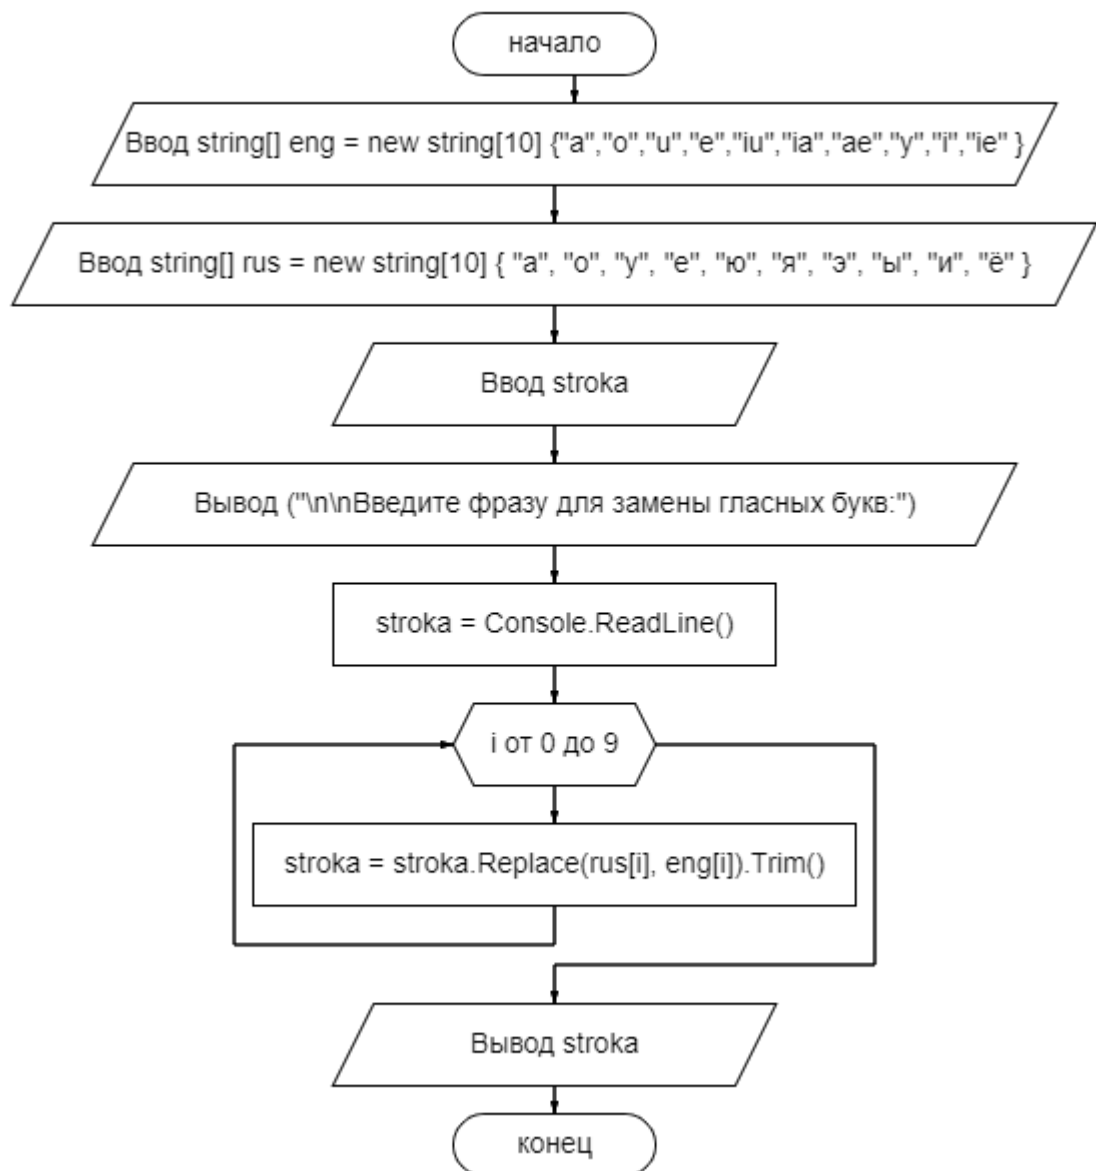 начало
Ввод string[] eng = new string[10] {"a","o","u","e","iu","ia","ae","y","i","ie" }
Ввод string[] rus = new string[10] { "а", "о", "у", "е", "ю", "я", "э", "ы", "и", "ё" }
Ввод stroka
Вывод ("\n\nВведите фразу для замены гласных букв:")
stroka = Console.ReadLine()
i от 0 до 9
stroka = stroka.Replace(rus[i], eng[i]).Trim()
Вывод stroka
конец